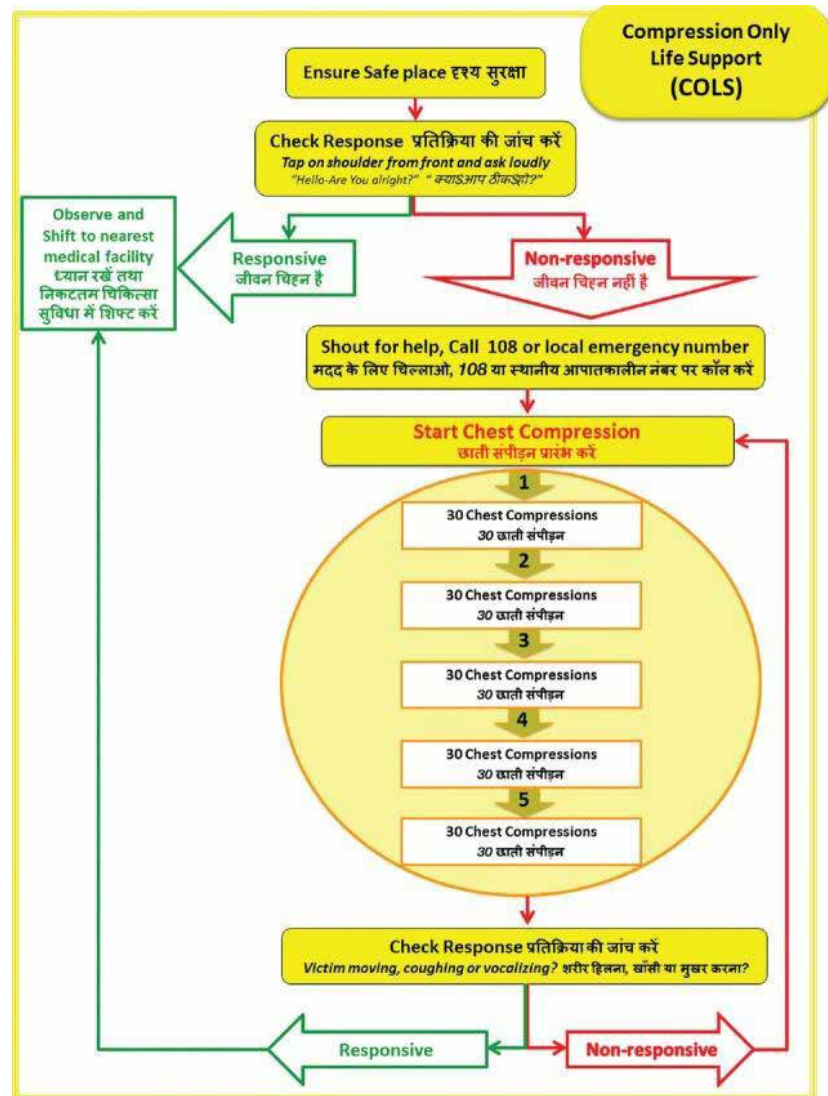 Compression Only
Life Support
(COLS)
Ensure Safe place दृश्य सुरक्षा
Check Response प्रतिक्रिया की जांच करें
Tap on shoulder from front and ask loudly
"Hello-Are You alright?" " क्याऽआप ठीकऽहो?"
Observe and
Shift to nearest
medical facility
ध्यान रखें तथा
निकटतम चिकित्सा
सुविधा में शिफ्ट करें
Responsive
जीवन चिह्न है
Non-responsive
जीवन चिह्न नहीं है
Shout for help, Call 108 or local emergency number
मदद के लिए चिल्लाओ, 108 या स्थानीय आपातकालीन नंबर पर कॉल करें
Start Chest Compression
छाती संपीड़न प्रारंभ करें
1
30 Chest Compressions
30 छाती संपीड़न
2
30 Chest Compressions
30 छाती संपीड़न
3
30 Chest Compressions
30 छाती संपीड़न
4
30 Chest Compressions
30 छाती संपीड़न
5
30 Chest Compressions
30 छाती संपीड़न
Check Response प्रतिक्रिया की जांच करें
Victim moving, coughing or vocalizing? शरीर हिलना, खाँसी या मुखर करना?
Responsive
Non-responsive